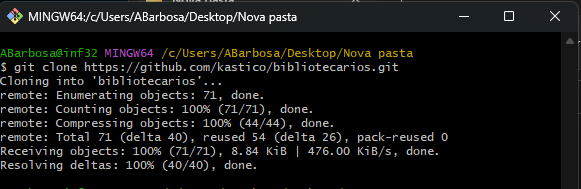 MINGW64:/c/Users/ABarbosa/Desktop/Nova pasta
ABarbosa@inf32 MINGW64 /c/Users/ABarbosa/Desktop/Nova pasta
$ git clone https://github.com/kastico/bibliotecarios.git
Cloning into 'bibliotecarios'...
remote: Enumerating objects: 71, done.
remote: Counting objects: 100% (71/71), done.
remote: Compressing objects: 100% (44/44), done.
remote: Total 71 (delta 40), reused 54 (delta 26), pack-reused 0
Receiving objects: 100% (71/71), 8.84 KiB | 476.00 KiB/s, done.
Resolving deltas: 100% (40/40), done.